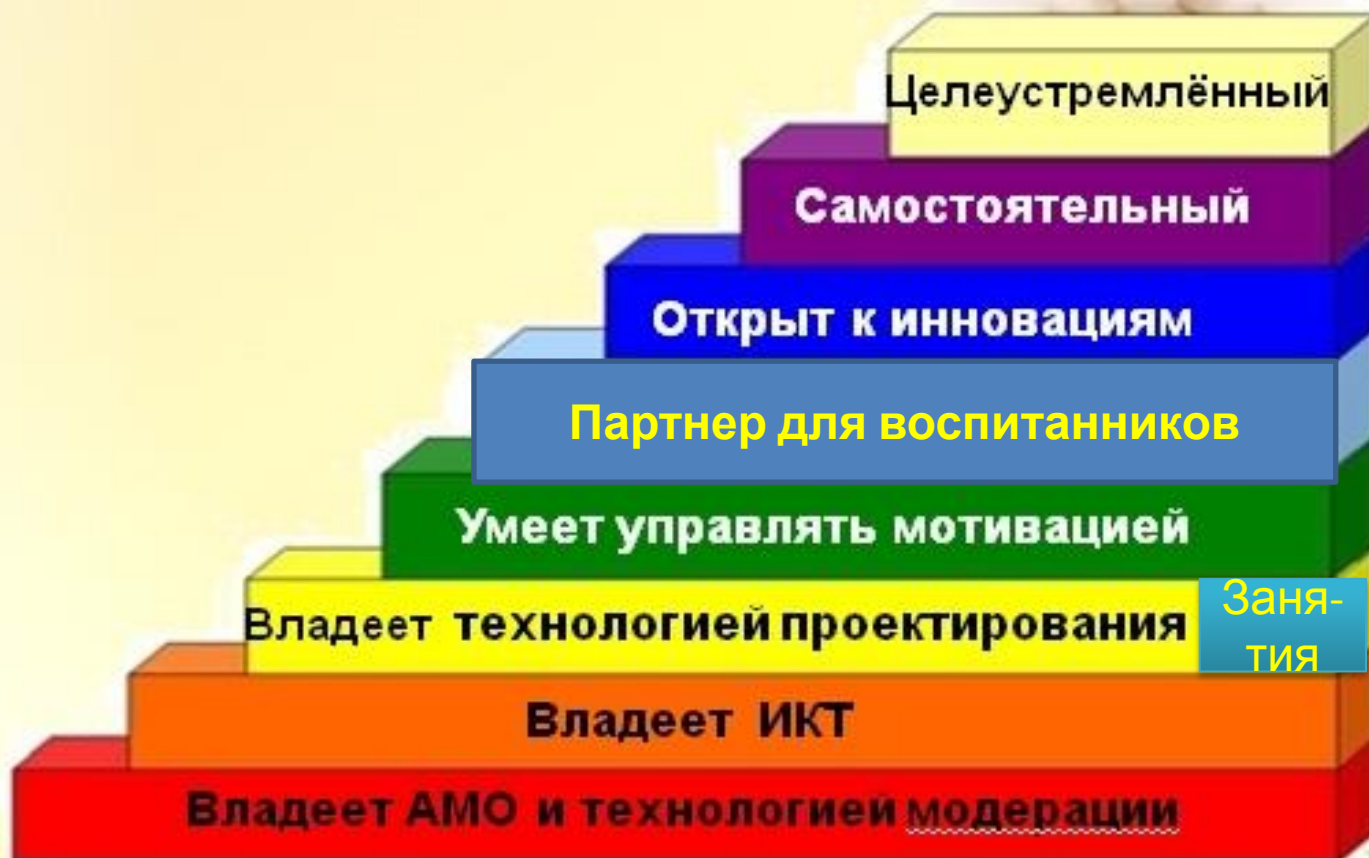 Целеустремлённый
Самостоятельный
Открыт к инновациям
Партнер для воспитанников
Умеет управлять мотивацией
Владеет технологией проектирования
Заня-
тия
Владеет ИКТ
Владеет АМО и технологией модерации